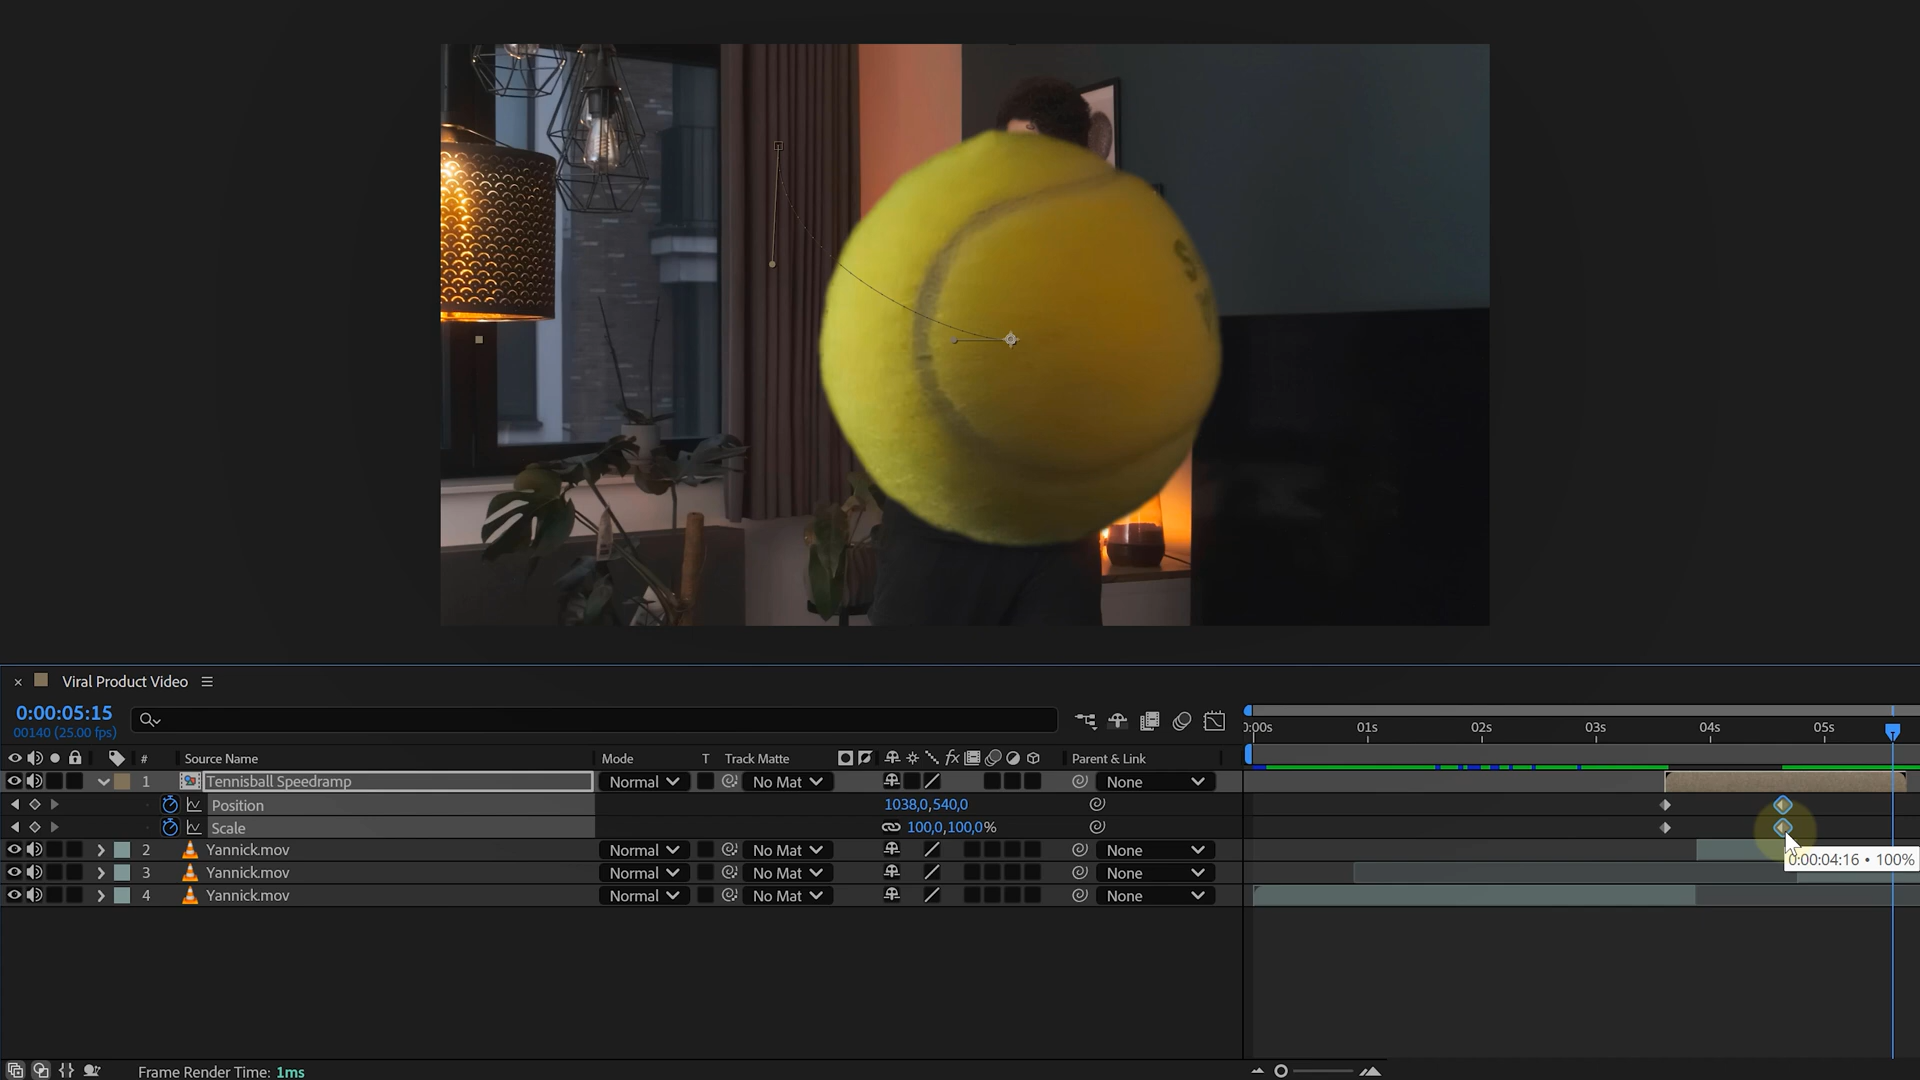 Viral Product Video
0:00:05:15
00140 (25.00 fps)
:00s 01s 02s 03s 04s 05s
# Source Name Mode T Track Matte fx Parent & Link
1 Tennisball Speedramp Normal No Mat None
Position 1038,0,540,0
Scale 100,0,100,0%
2 Yannick.mov Normal No Mat None
0:00:04:16 • 100%
3 Yannick.mov Normal No Mat None
4 Yannick.mov Normal No Mat None
Frame Render Time: 1ms